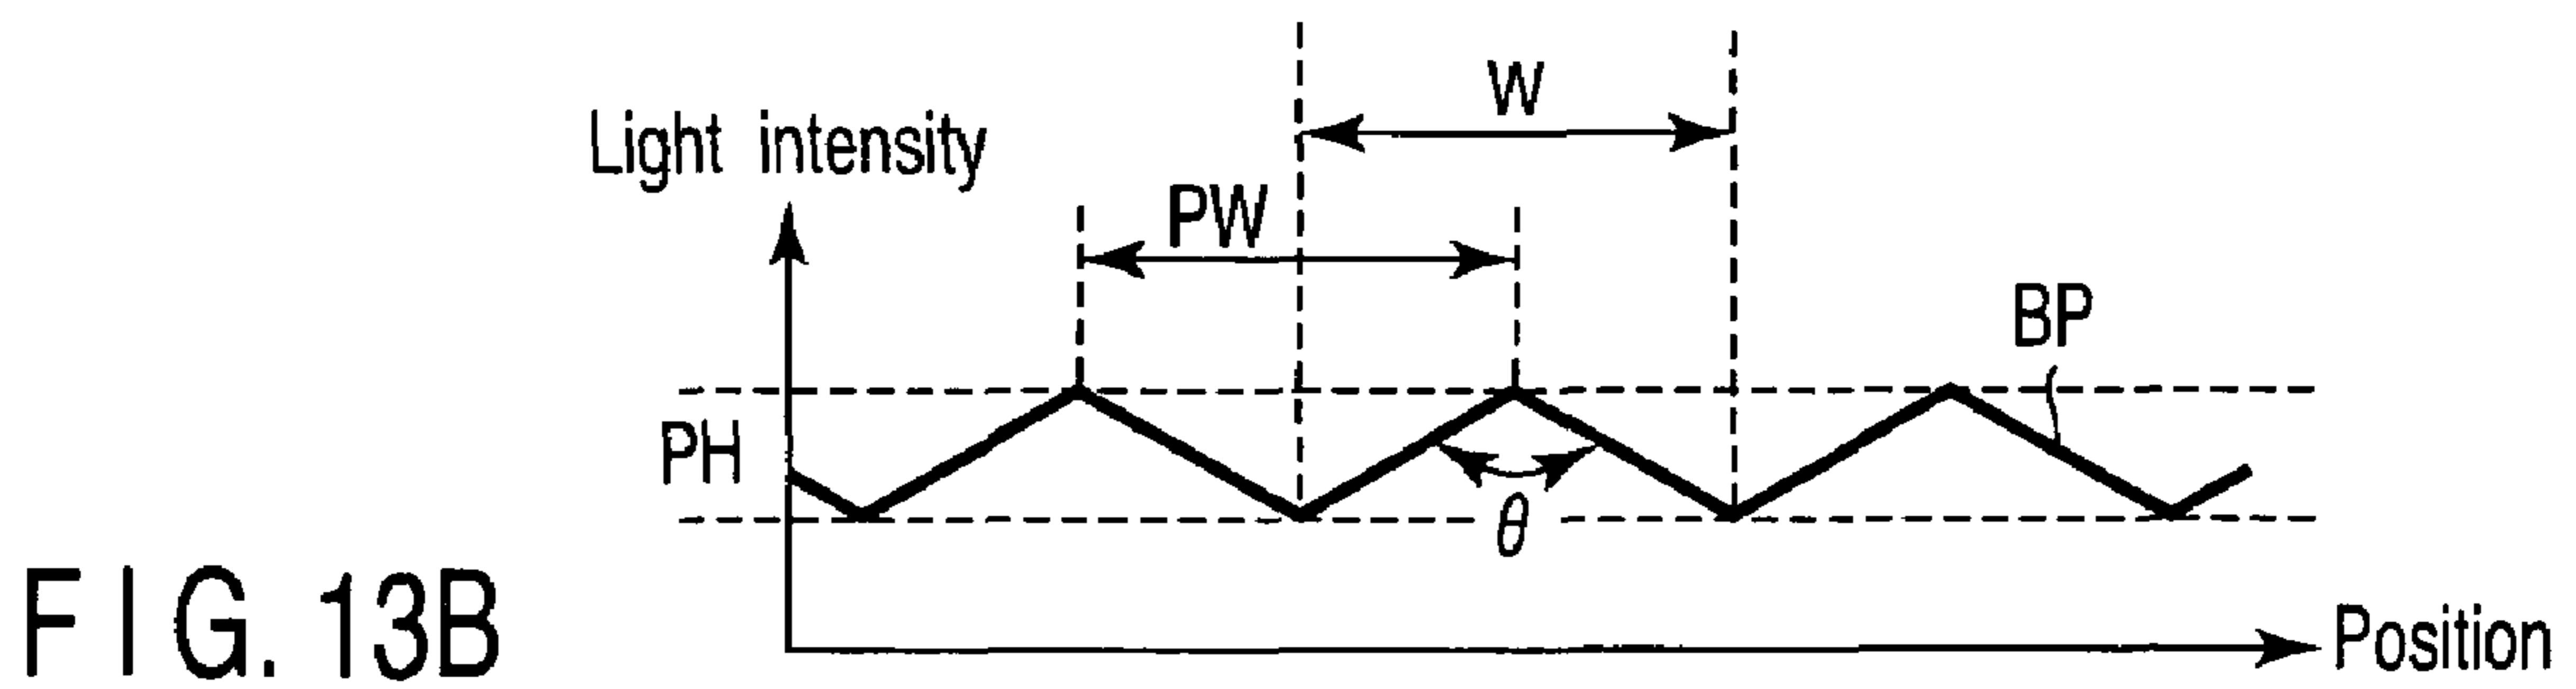 W
Light intensity
PW
BP
PH
θ
FIG. 13B
Position